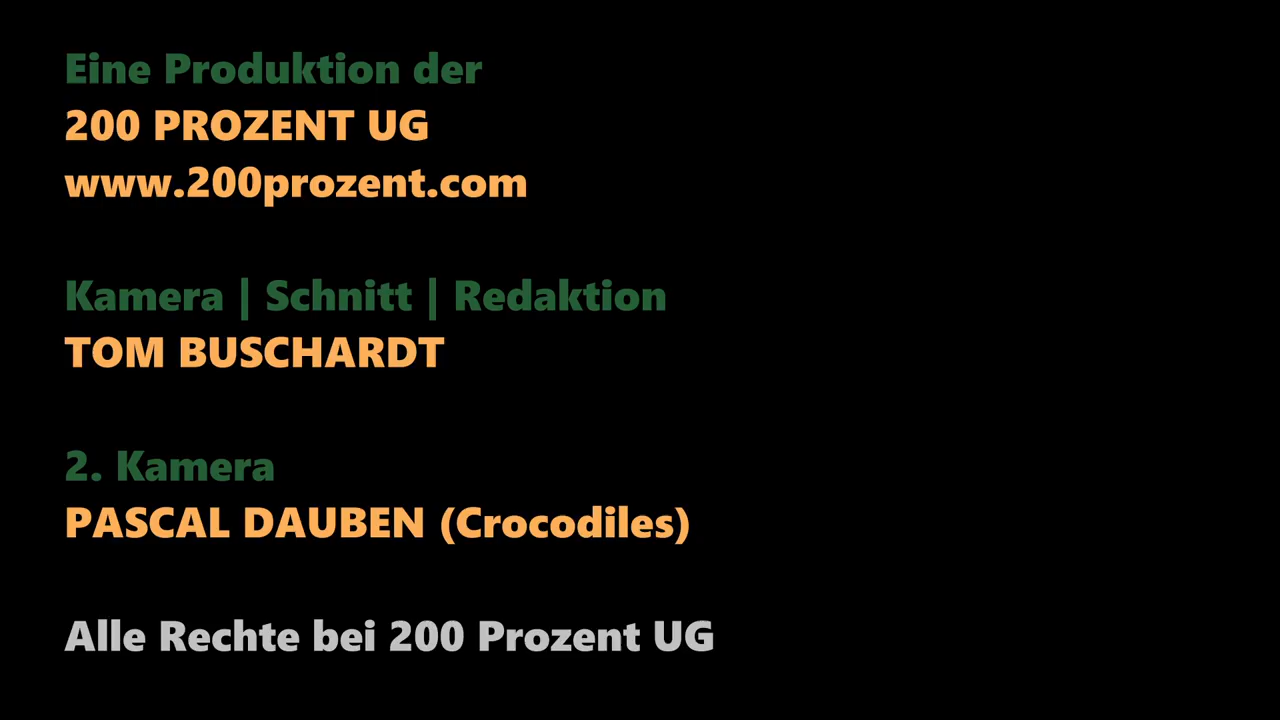 Eine Produktion der
200 PROZENT UG
www.200prozent.com
Kamera | Schnitt | Redaktion
TOM BUSCHARDT
2. Kamera
PASCAL DAUBEN (Crocodiles)
Alle Rechte bei 200 Prozent UG